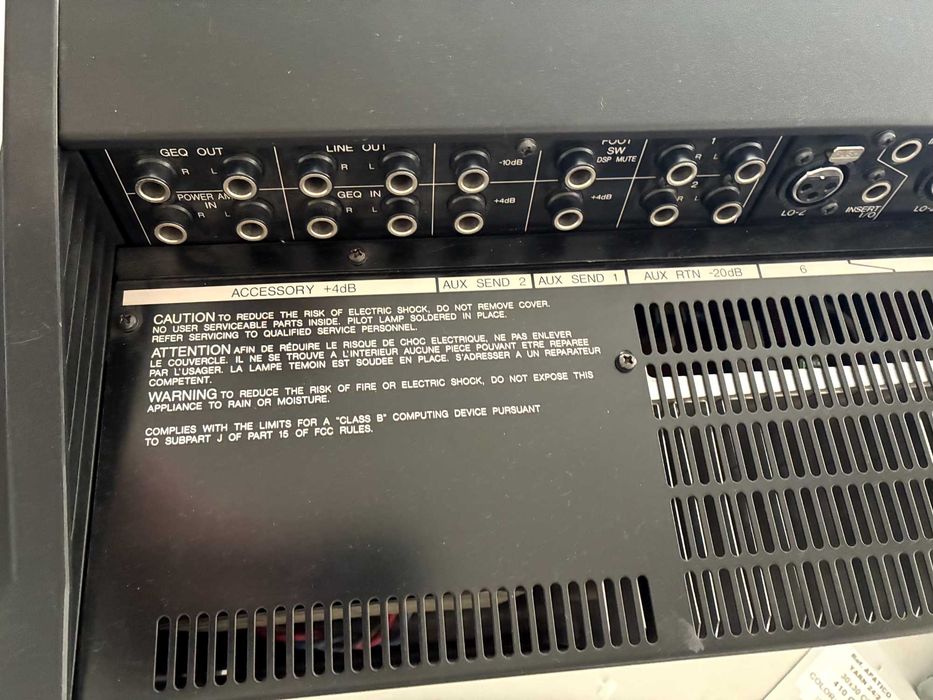 GEQ OUT
R L
LINE OUT
R L
-10dB
FOOT
SW
DSP MUTE
1
R L
POWER
IN
R L
GEQ IN
R L
+4dB
+4dB
2
R L
LO-Z
INSERT
I/O
LO-Z
ACCESSORY +4dB
AUX SEND 2
AUX SEND 1
AUX RTN -20dB
6
CAUTION TO REDUCE THE RISK OF ELECTRIC SHOCK, DO NOT REMOVE COVER.
NO USER SERVICEABLE PARTS INSIDE. PILOT LAMP SOLDERED IN PLACE.
REFER SERVICING TO QUALIFIED SERVICE PERSONNEL.
ATTENTION AFIN DE RÉDUIRE LE RISQUE DE CHOC ELECTRIQUE, NE PAS ENLEVER
LE COUVERCLE. IL NE SE TROUVE A L'INTERIEUR AUCUNE PIECE POUVANT ETRE REPAREE
PAR L'USAGER. LA LAMPE TEMOIN EST SOUDEE EN PLACE. S'ADRESSER A UN REPARATEUR
COMPETENT.
WARNING TO REDUCE THE RISK OF FIRE OR ELECTRIC SHOCK, DO NOT EXPOSE THIS
APPLIANCE TO RAIN OR MOISTURE.
COMPLIES WITH THE LIMITS FOR A "CLASS B" COMPUTING DEVICE PURSUANT
TO SUBPART J OF PART 15 OF FCC RULES.